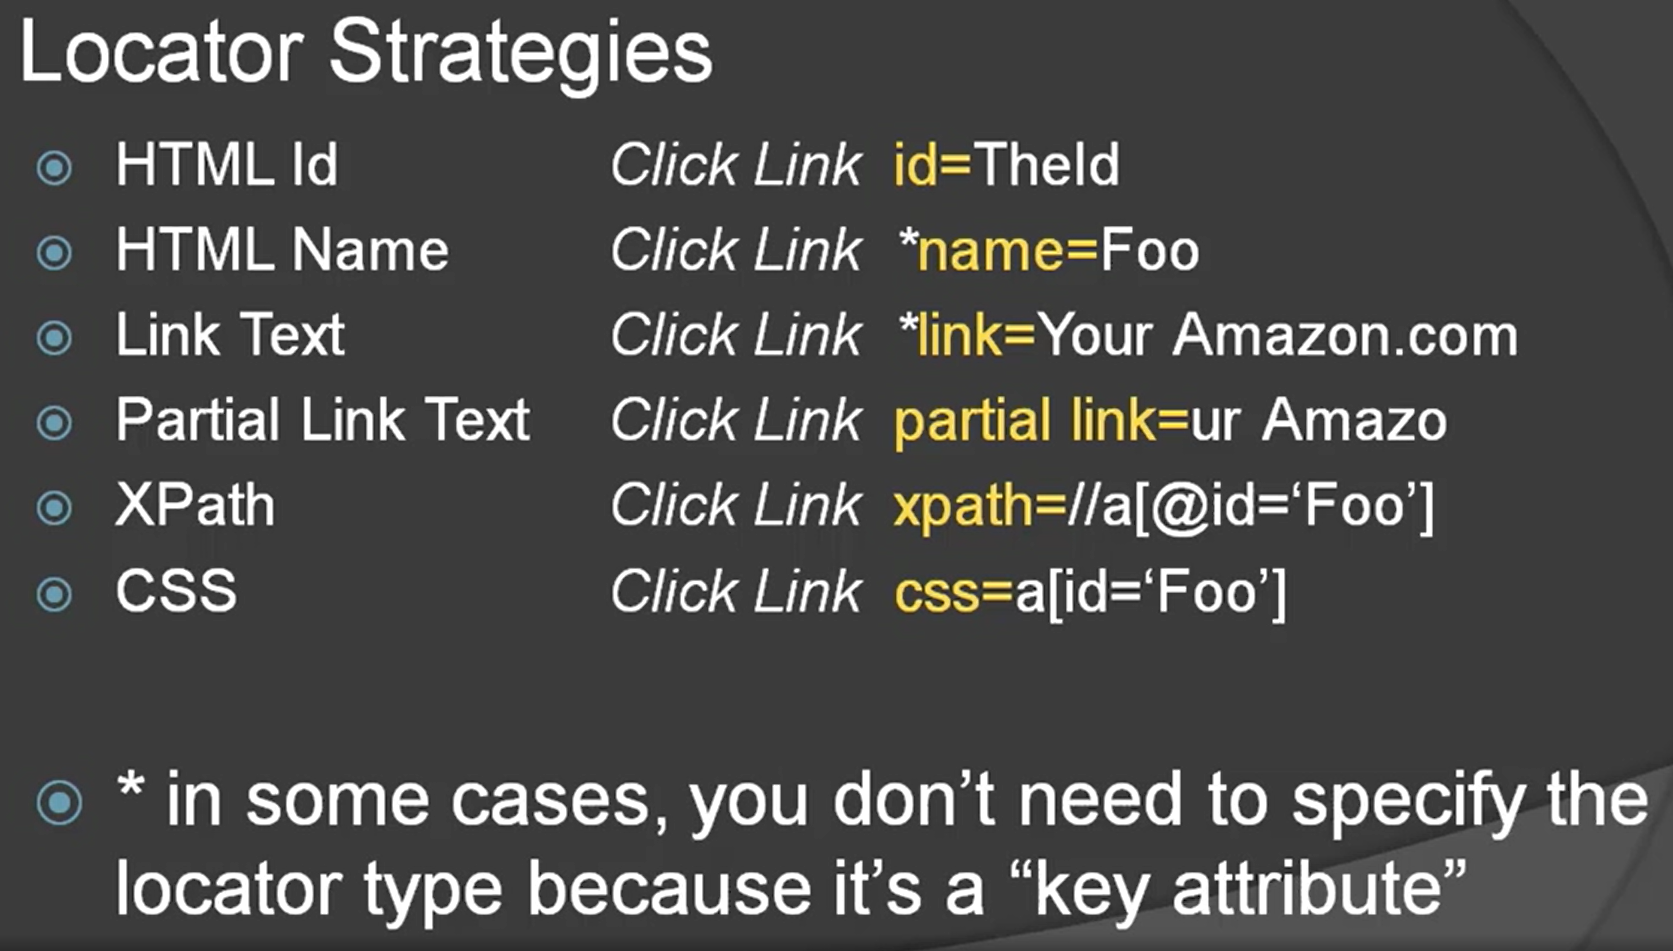 Locator Strategies
HTML Id Click Link id=TheId
HTML Name Click Link *name=Foo
Link Text Click Link *link=Your Amazon.com
Partial Link Text Click Link partial link=ur Amazo
XPath Click Link xpath=//a[@id=‘Foo’]
CSS Click Link css=a[id=‘Foo’]
* in some cases, you don’t need to specify the
locator type because it’s a “key attribute”